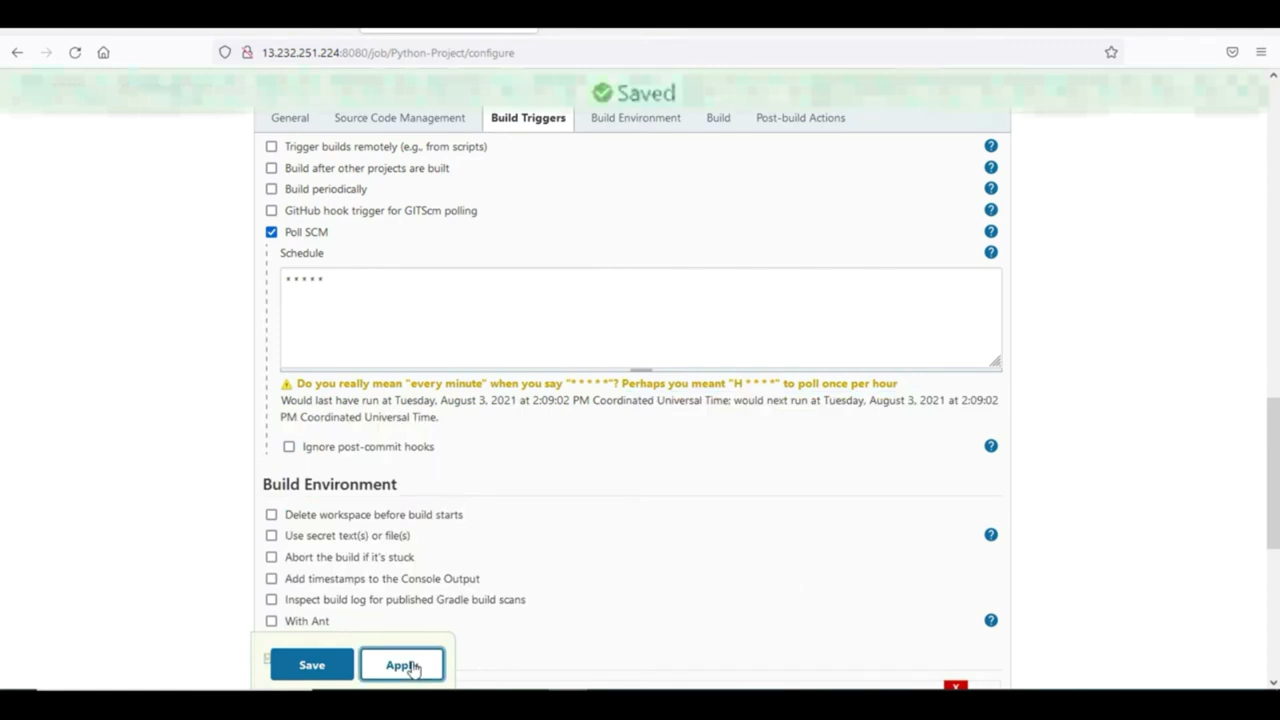 13.232.251.224:8080/job/Python-Project/configure
Saved
General Source Code Management Build Triggers Build Environment Build Post-build Actions
Trigger builds remotely (e.g., from scripts)
Build after other projects are built
Build periodically
GitHub hook trigger for GITScm polling
Poll SCM
Schedule
* * * * *
Do you really mean "every minute" when you say "* * * * *"? Perhaps you meant "H * * * *" to poll once per hour
Would last have run at Tuesday, August 3, 2021 at 2:09:02 PM Coordinated Universal Time; would next run at Tuesday, August 3, 2021 at 2:09:02
PM Coordinated Universal Time.
Ignore post-commit hooks
Build Environment
Delete workspace before build starts
Use secret text(s) or file(s)
Abort the build if it's stuck
Add timestamps to the Console Output
Inspect build log for published Gradle build scans
With Ant
Save Apply
X